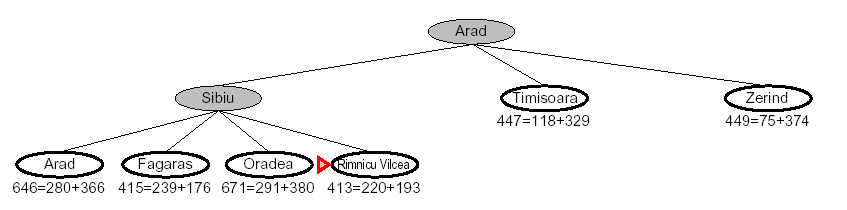 Arad
Sibiu
Timisoara
Zerind
447=118+329
449=75+374
Arad
Fagaras
Oradea
Rimnicu Vilcea
646=280+366
415=239+176
671=291+380
413=220+193